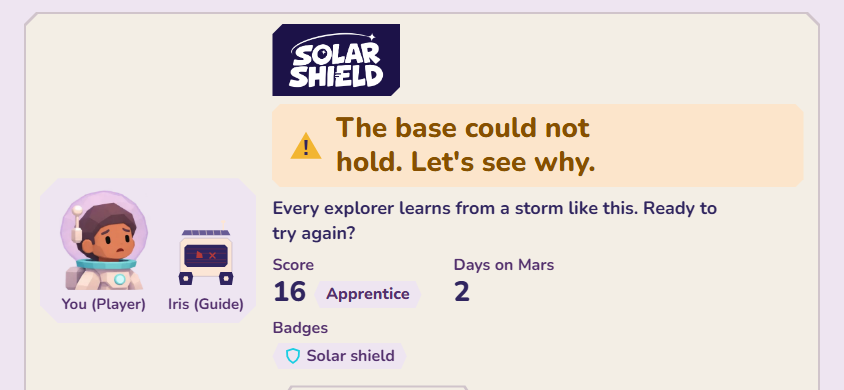 SOLAR
SHIELD
The base could not
hold. Let's see why.
Every explorer learns from a storm like this. Ready to
try again?
You (Player)
Iris (Guide)
Score
Days on Mars
16 Apprentice
2
Badges
Solar shield